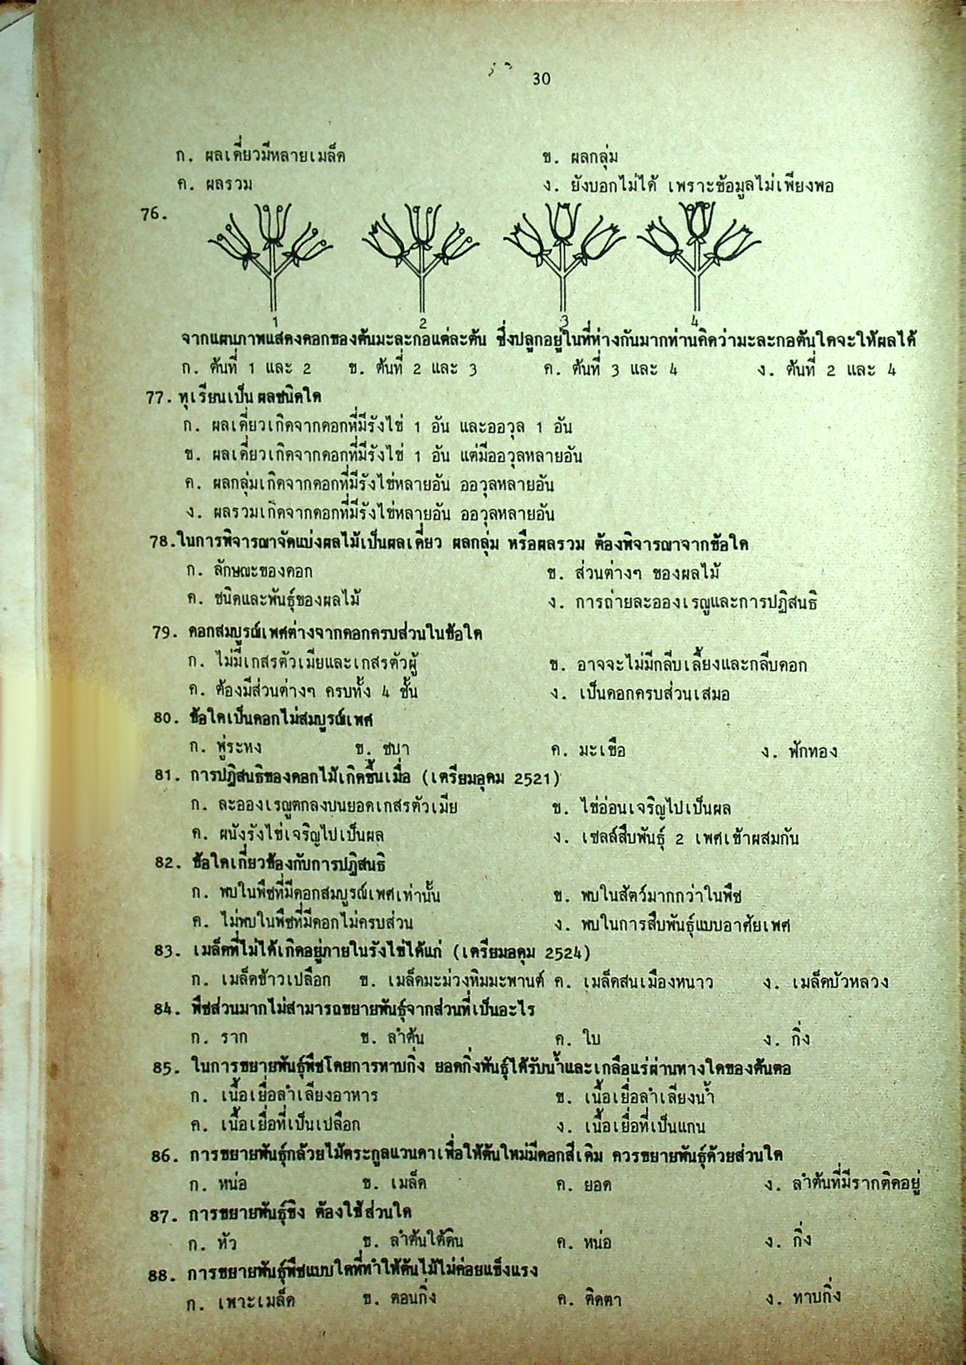 30
ก. ผลเดี่ยวมีหลายเมล็ด ข. ผลกลุ่ม
ค. ผลรวม ง. ยังบอกไม่ได้ เพราะข้อมูลไม่เพียงพอ
76.
1 2 3 4
จากแผนภาพแสดงดอกของต้นมะละกอแต่ละต้น ซึ่งปลูกอยู่ในที่ห่างกันมากท่านคิดว่ามะละกอต้นใดจะให้ผลได้
ก. ต้นที่ 1 และ 2 ข. ต้นที่ 2 และ 3 ค. ต้นที่ 3 และ 4 ง. ต้นที่ 2 และ 4
77. ทุเรียนเป็นผลชนิดใด
ก. ผลเดี่ยวเกิดจากดอกที่มีรังไข่ 1 อัน และออวุล 1 อัน
ข. ผลเดี่ยวเกิดจากดอกที่มีรังไข่ 1 อัน แต่มีออวุลหลายอัน
ค. ผลกลุ่มเกิดจากดอกที่มีรังไข่หลายอัน ออวุลหลายอัน
ง. ผลรวมเกิดจากดอกที่มีรังไข่หลายอัน ออวุลหลายอัน
78. ในการพิจารณาจัดแบ่งผลไม้เป็นผลเดี่ยว ผลกลุ่ม หรือผลรวม ต้องพิจารณาจากข้อใด
ก. ลักษณะของดอก ข. ส่วนต่างๆ ของผลไม้
ค. ชนิดและพันธุ์ของผลไม้ ง. การถ่ายละอองเรณูและการปฏิสนธิ
79. ดอกสมบูรณ์เพศต่างจากดอกครบส่วนในข้อใด
ก. ไม่มีเกสรตัวเมียและเกสรตัวผู้ ข. อาจจะไม่มีกลีบเลี้ยงและกลีบดอก
ค. ต้องมีส่วนต่างๆ ครบทั้ง 4 ชั้น ง. เป็นดอกครบส่วนเสมอ
80. ข้อใดเป็นดอกไม่สมบูรณ์เพศ
ก. พู่ระหง ข. ชบา ค. มะเขือ ง. ฟักทอง
81. การปฏิสนธิของดอกไม้เกิดขึ้นเมื่อ (เตรียมอุดม 2521)
ก. ละอองเรณูตกลงบนยอดเกสรตัวเมีย ข. ไข่อ่อนเจริญไปเป็นผล
ค. ผนังรังไข่เจริญไปเป็นผล ง. เซลล์สืบพันธุ์ 2 เพศเข้าผสมกัน
82. ข้อใดเกี่ยวข้องกับการปฏิสนธิ
ก. พบในพืชที่มีดอกสมบูรณ์เพศเท่านั้น ข. พบในสัตว์มากกว่าในพืช
ค. ไม่พบในพืชที่มีดอกไม่ครบส่วน ง. พบในการสืบพันธุ์แบบอาศัยเพศ
83. เมล็ดที่ไม่ได้เกิดอยู่ภายในรังไข่ได้แก่ (เตรียมอดุม 2524)
ก. เมล็ดข้าวเปลือก ข. เมล็ดมะม่วงหิมมะพานต์ ค. เมล็ดสนเมืองหนาว ง. เมล็ดบัวหลวง
84. พืชส่วนมากไม่สามารถขยายพันธุ์จากส่วนที่เป็นอะไร
ก. ราก ข. ลำต้น ค. ใบ ง. กิ่ง
85. ในการขยายพันธุ์พืชโดยการทาบกิ่ง ยอดกิ่งพันธุ์ได้รับน้ำและเกลือแร่ผ่านทางใดของต้นตอ
ก. เนื้อเยื่อลำเลียงอาหาร ข. เนื้อเยื่อลำเลียงน้ำ
ค. เนื้อเยื่อที่เป็นเปลือก ง. เนื้อเยื่อที่เป็นแกน
86. การขยายพันธุ์กล้วยไม้ตระกูลแวนดาเพื่อให้ต้นใหม่มีดอกสีเดิม ควรขยายพันธุ์ด้วยส่วนใด
ก. หน่อ ข. เมล็ด ค. ยอด ง. ลำต้นที่มีรากติดอยู่
87. การขยายพันธุ์ขิง ต้องใช้ส่วนใด
ก. หัว ข. ลำต้นใต้ดิน ค. หน่อ ง. กิ่ง
88. การขยายพันธุ์พืชแบบใดที่ทำให้ต้นไม้ไม่ค่อยแข็งแรง
ก. เพาะเมล็ด ข. ตอนกิ่ง ค. ติดตา ง. ทาบกิ่ง